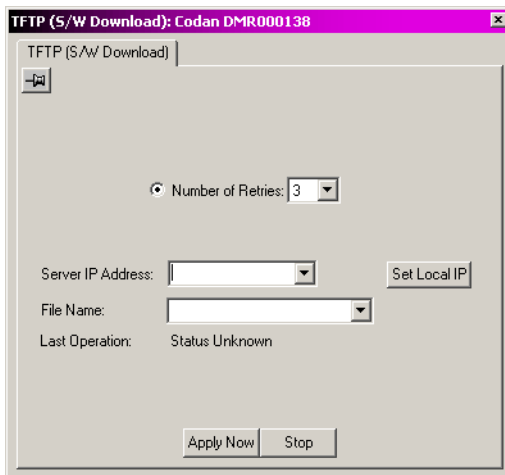 TFTP (S/W Download): Codan DMR000138
TFTP (S/W Download)
Number of Retries: 3
Server IP Address: Set Local IP
File Name:
Last Operation: Status Unknown
Apply Now Stop